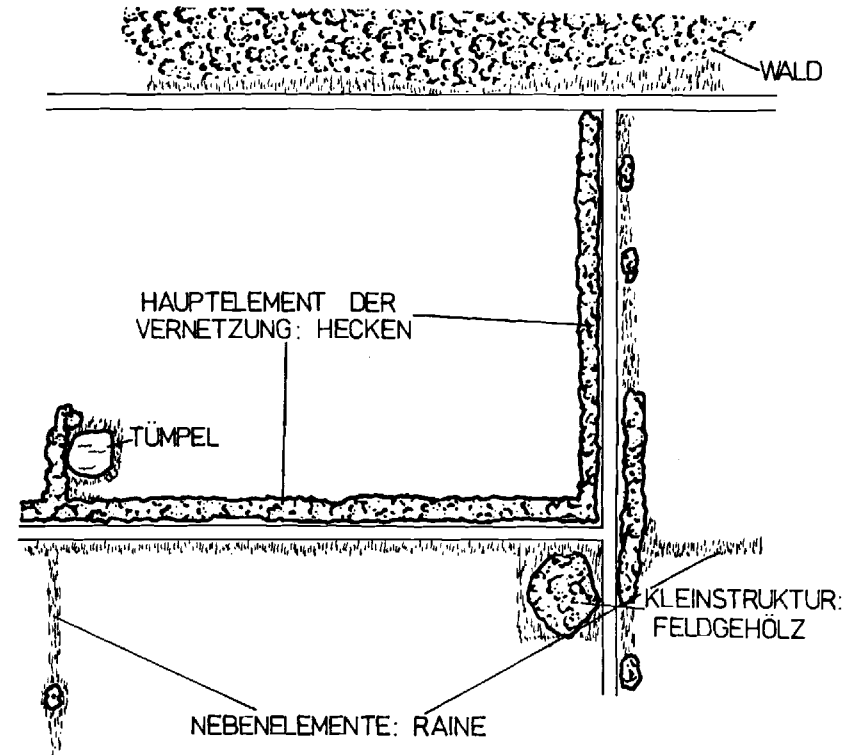 WALD
HAUPTELEMENT DER
VERNETZUNG: HECKEN
TÜMPEL
KLEINSTRUKTUR:
FELDGEHÖLZ
NEBENELEMENTE: RAINE